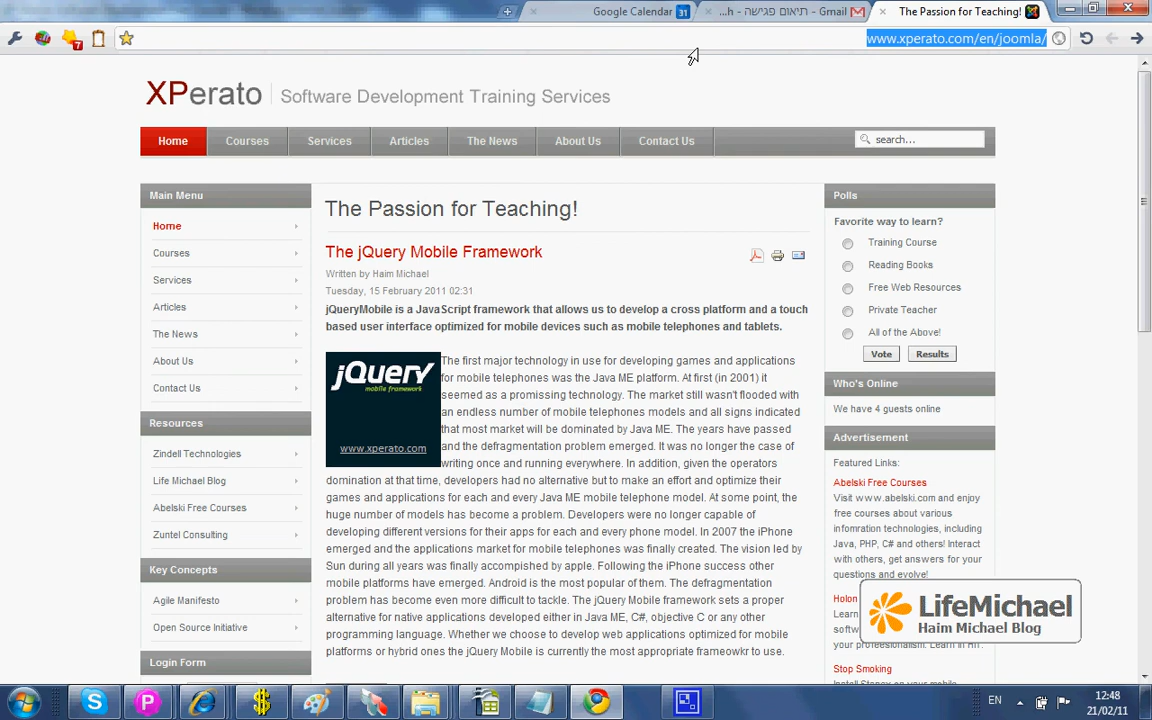 Google Calendar
תיאום פגישה - Gmail
The Passion for Teaching!
7
31
www.xperato.com/en/joomla/
XPerato
Software Development Training Services
Home
Courses
Services
Articles
The News
About Us
Contact Us
search...
Main Menu
Home
Courses
Services
Articles
The News
About Us
Contact Us
Resources
Zindell Technologies
Life Michael Blog
Abelski Free Courses
Zuntel Consulting
Key Concepts
Agile Manifesto
Open Source Initiative
Login Form
The Passion for Teaching!
The jQuery Mobile Framework
Written by Haim Michael
Tuesday, 15 February 2011 02:31
jQueryMobile is a JavaScript framework that allows us to develop a cross platform and a touch
based user interface optimized for mobile devices such as mobile telephones and tablets.
jQuery
mobile framework
www.xperato.com
The first major technology in use for developing games and applications
for mobile telephones was the Java ME platform. At first (in 2001) it
seemed as a promissing technology. The market still wasn't flooded with
an endless number of mobile telephones models and all signs indicated
that most market will be dominated by Java ME. The years have passed
and the defragmentation problem emerged. It was no longer the case of
writing once and running everywhere. In addition, given the operators
domination at that time, developers had no alternative but to make an effort and optimize their
games and applications for each and every Java ME mobile telephone model. At some point, the
huge number of models has become a problem. Developers were no longer capable of
developing different versions for their apps for each and every phone model. In 2007 the iPhone
emerged and the applications market for mobile telephones was finally created. The vision led by
Sun during all years was finally accompished by apple. Following the iPhone success other
mobile platforms have emerged. Android is the most popular of them. The defragmentation
problem has become even more difficult to tackle. The jQuery Mobile framework sets a proper
alternative for native applications developed either in Java ME, C#, objective C or any other
programming language. Whether we choose to develop web applications optimized for mobile
platforms or hybrid ones the jQuery Mobile is currently the most appropriate frameowkr to use.
Polls
Favorite way to learn?
Training Course
Reading Books
Free Web Resources
Private Teacher
All of the Above!
Vote
Results
Who's Online
We have 4 guests online
Advertisement
Featured Links:
Abelski Free Courses
Visit www.abelski.com and enjoy
free courses about various
infomration technologies, including
Java, PHP, C# and others! Interact
with others, get answers for your
questions and evolve!
Holon
Learn
softw
your professionalism. Learn in HIT
Stop Smoking
LifeMichael
Haim Michael Blog
EN
12:48
21/02/11